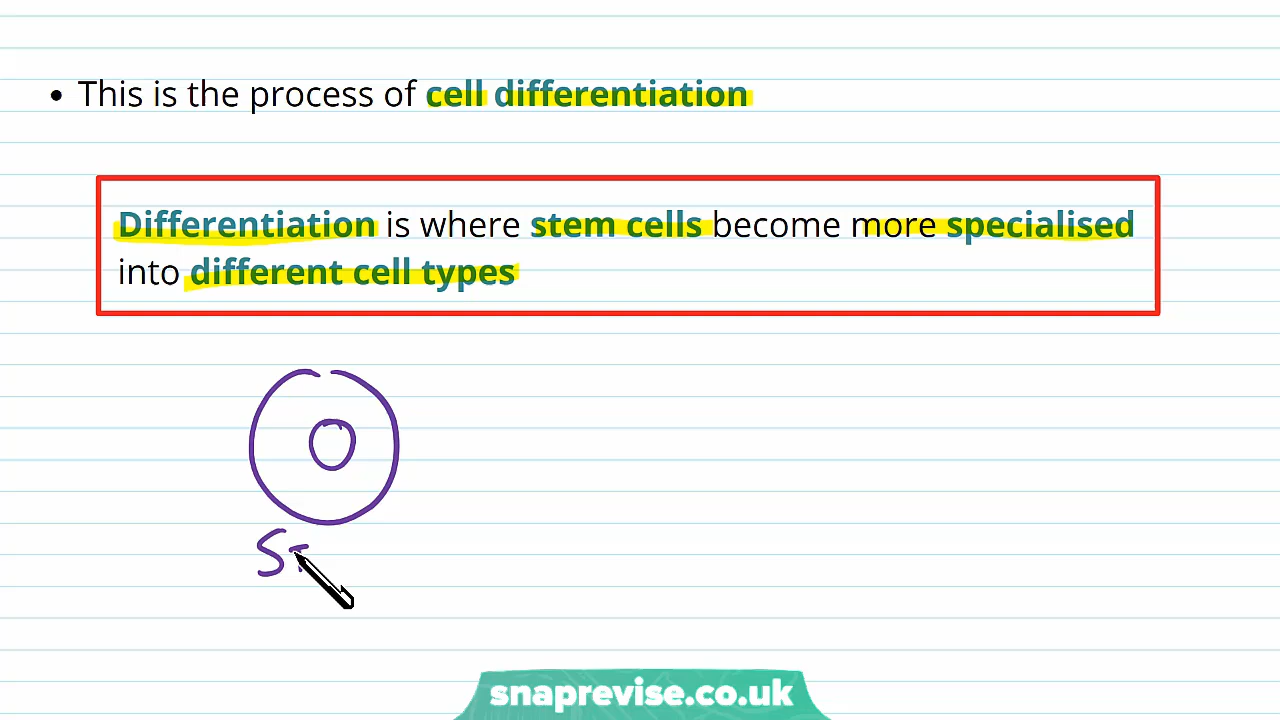 • This is the process of cell differentiation
Differentiation is where stem cells become more specialised
into different cell types
snaprevise.co.uk